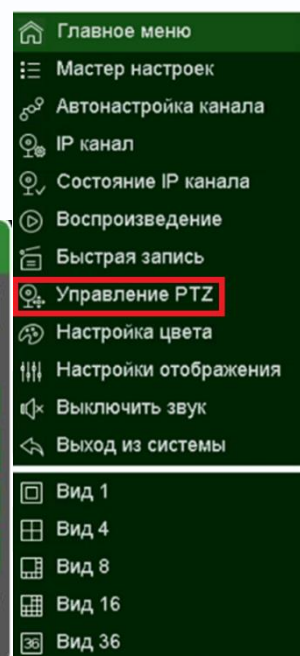 Главное меню
Мастер настроек
Автонастройка канала
IP канал
Состояние IP канала
Воспроизведение
Быстрая запись
Управление PTZ
Настройка цвета
Настройки отображения
Выключить звук
Выход из системы
Вид 1
Вид 4
Вид 8
Вид 16
36 Вид 36